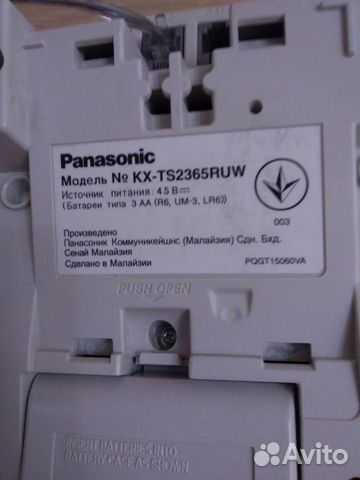 DATA
Panasonic
Модель № KX-TS2365RUW
Источник питания: 4.5 В
(Батареи типа 3 АА (R6, UM-3, LR6))
003
Произведено
Панасоник Коммуникейшнс (Малайзия) Сдн. Бхд.
Сенай Малайзия
Сделано в Малайзии
PQGT15060VA
PUSH OPEN
-INSERT BATTERIES INTO
BATTERY CASE AS SHOWN.
Avito